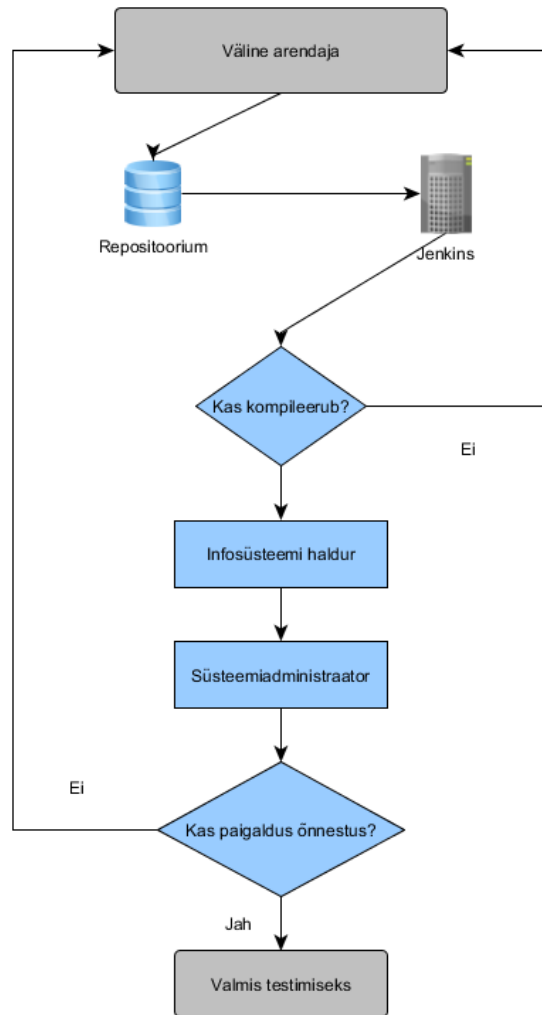 Väline arendaja
Repositoorium
Jenkins
Kas kompileerub?
Ei
Infosüsteemi haldur
Süsteemiadministraator
Ei
Kas paigaldus õnnestus?
Jah
Valmis testimiseks